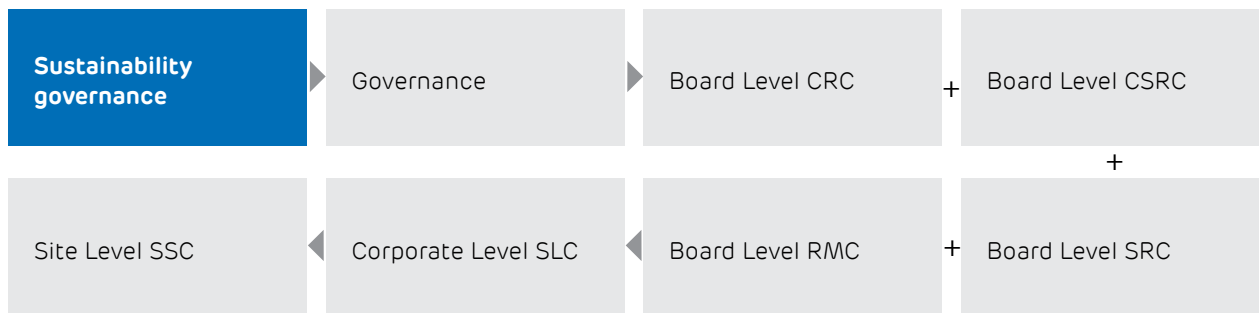 Sustainability
governance
Governance
Board Level CRC
+
Board Level CSRC
+
Site Level SSC
Corporate Level SLC
Board Level RMC
+
Board Level SRC